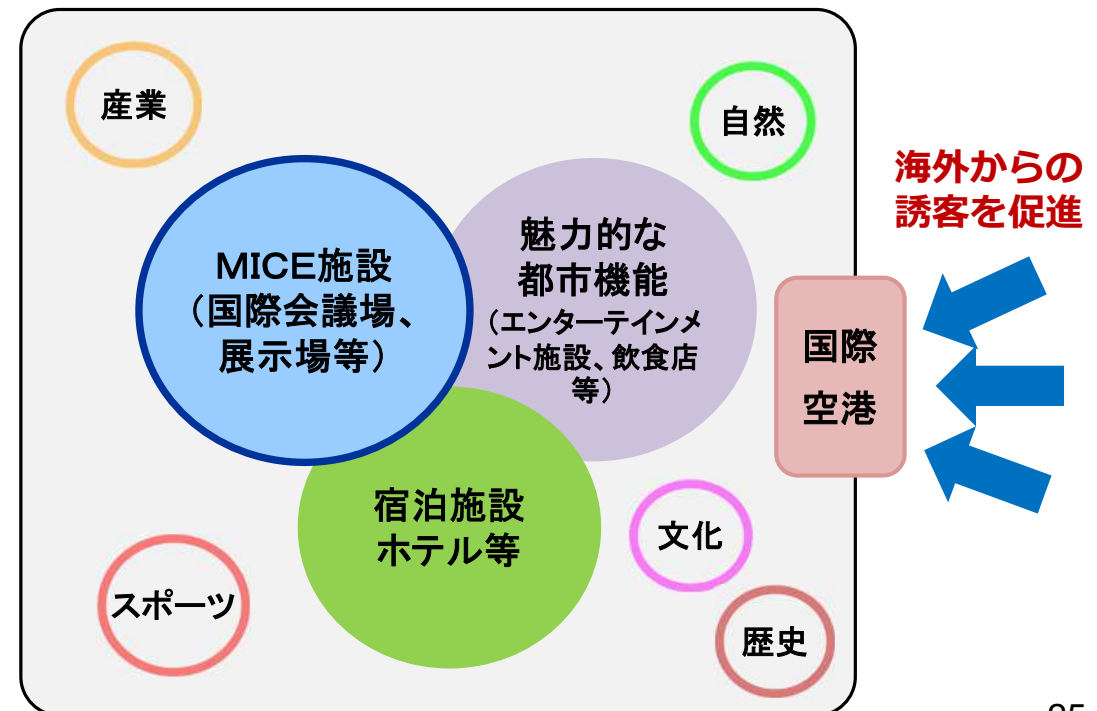 産業
自然
海外からの
誘客を促進
MICE施設
(国際会議場、
展示場等)
魅力的な
都市機能
(エンターテインメ
ント施設、飲食店
等)
国際
空港
宿泊施設
ホテル等
文化
スポーツ
歴史